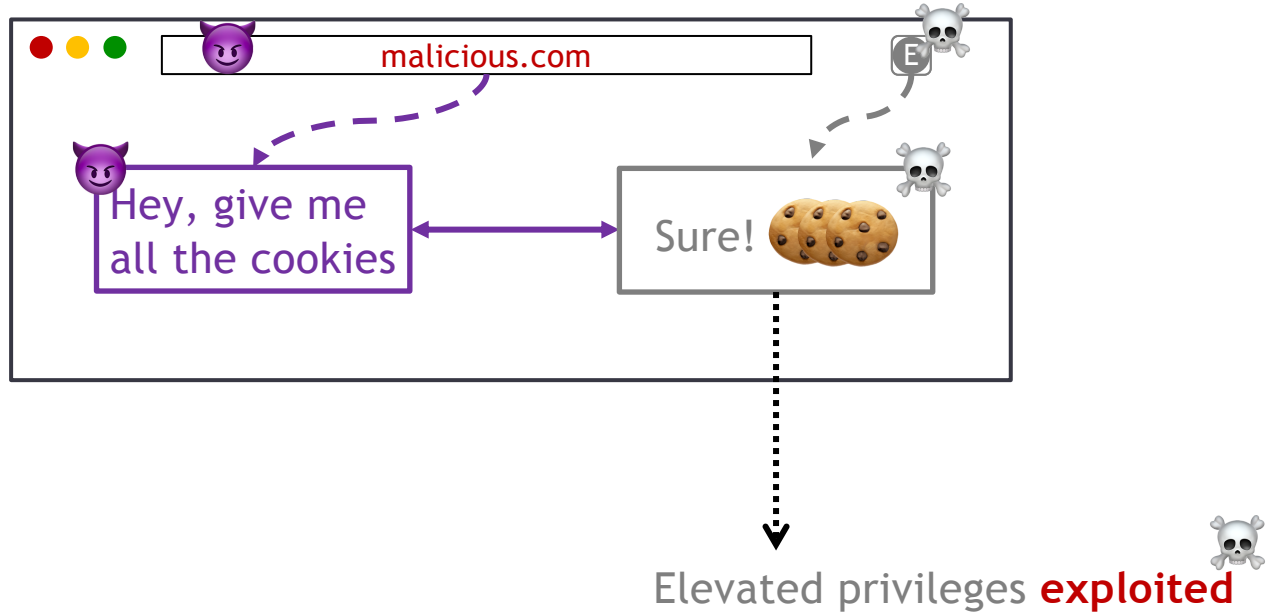 malicious.com
E
Hey, give me
all the cookies
Sure!
Elevated privileges exploited